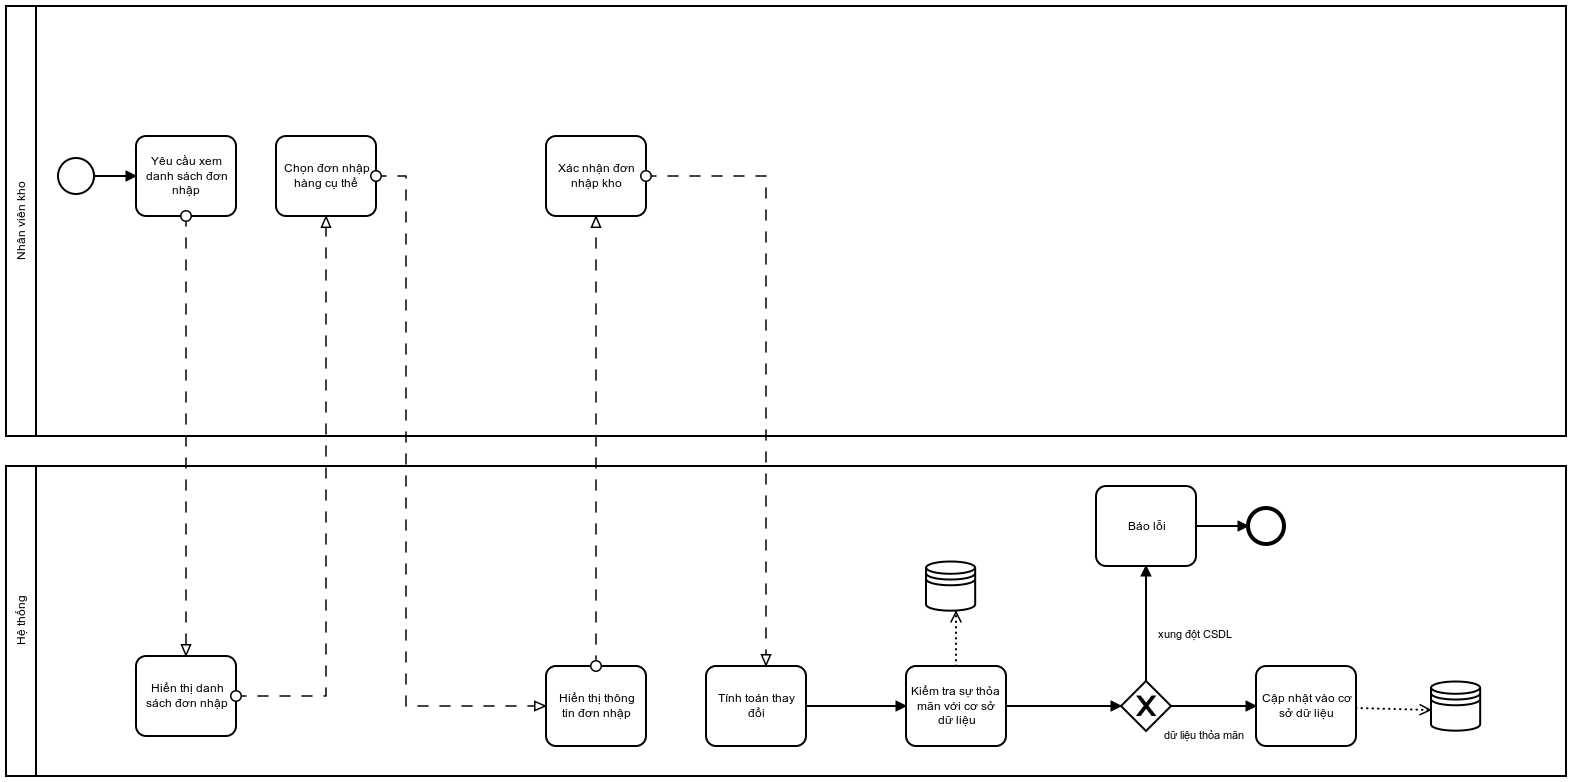 Nhân viên kho
Yêu cầu xem
danh sách đơn
nhập
Chọn đơn nhập
hàng cụ thể
Xác nhận đơn
nhập kho
Hệ thống
Hiển thị danh
sách đơn nhập
Hiển thị thông
tin đơn nhập
Tính toán thay
đổi
Kiểm tra sự thỏa
mãn với cơ sở
dữ liệu
Báo lỗi
xung đột CSDL
dữ liệu thỏa mãn
Cập nhật vào cơ
sở dữ liệu